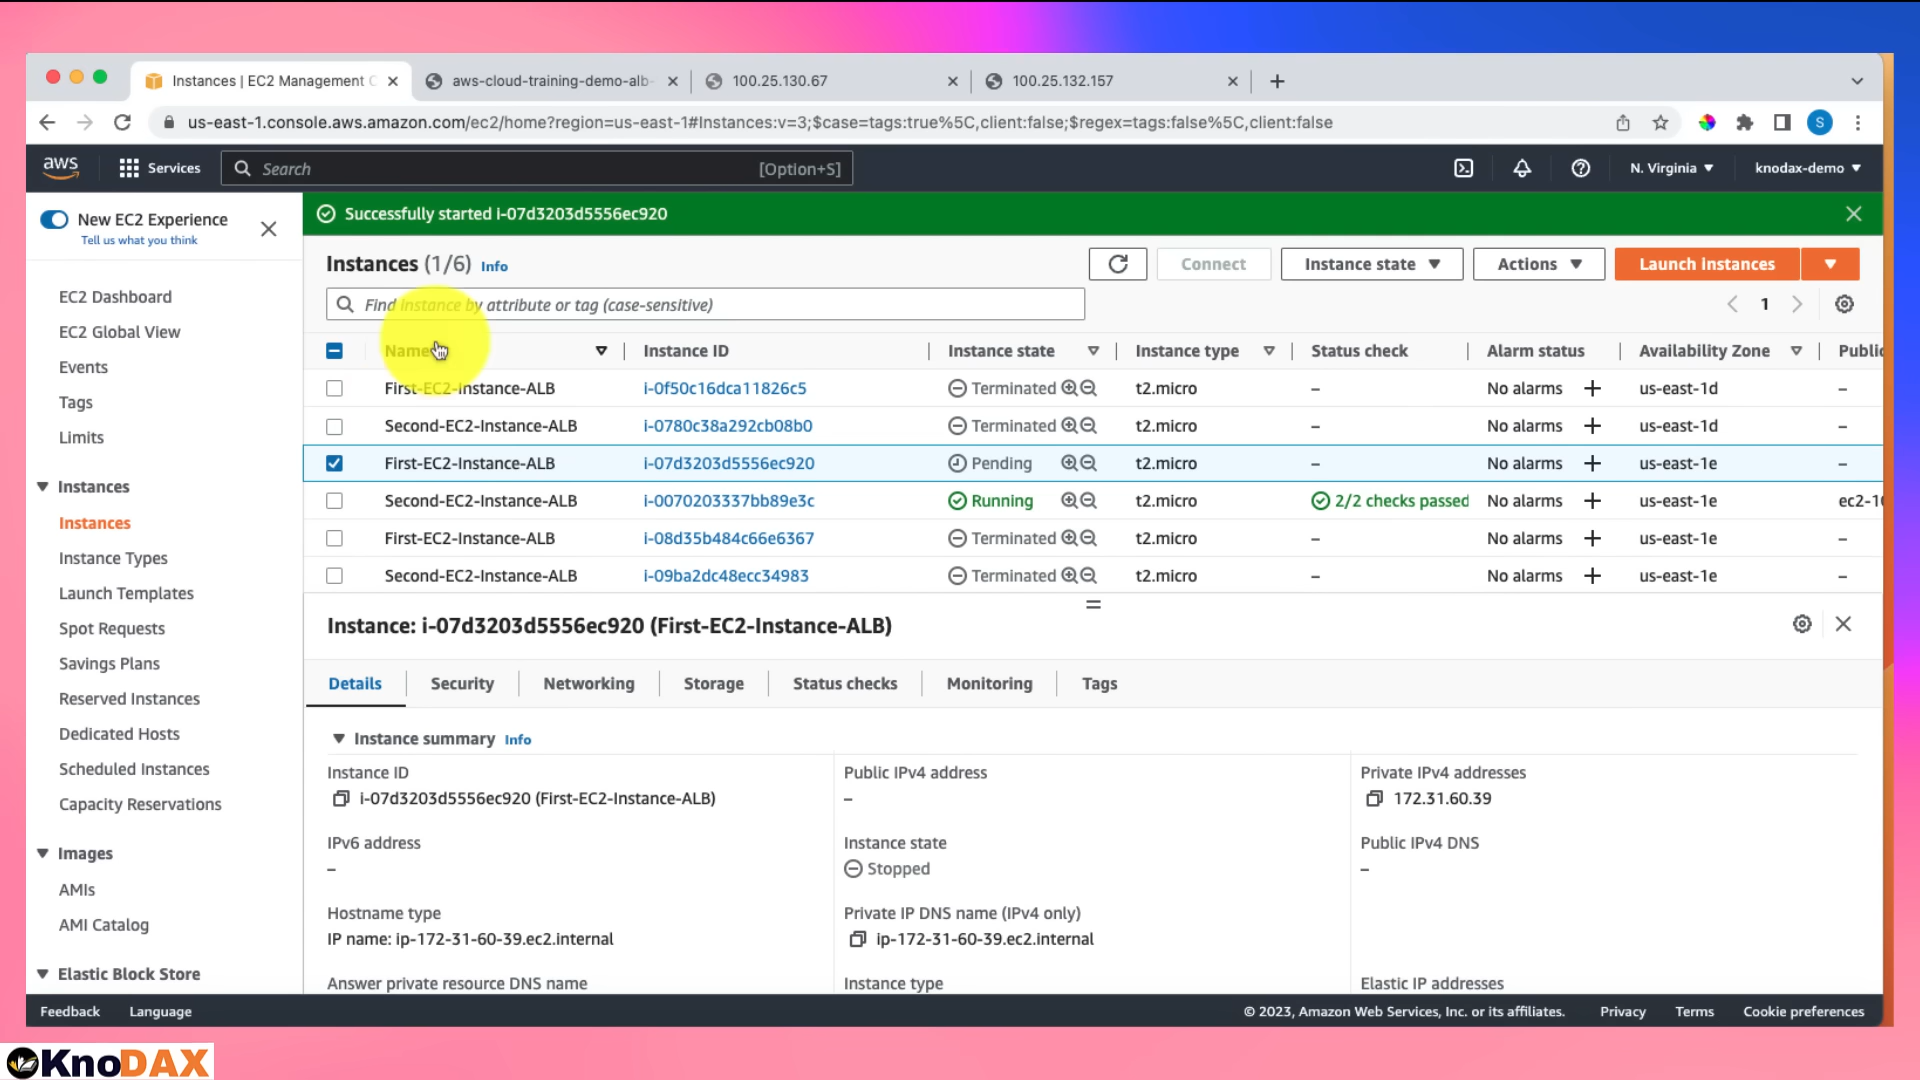 Instances | EC2 Management C
aws-cloud-training-demo-alb-
100.25.130.67
100.25.132.157
us-east-1.console.aws.amazon.com/ec2/home?region=us-east-1#Instances:v=3;$case=tags:true%5C,client:false;$regex=tags:false%5C,client:false
S
aws
Services
Search
[Option+S]
N. Virginia
knodax-demo
New EC2 Experience
Tell us what you think
Successfully started i-07d3203d5556ec920
EC2 Dashboard
EC2 Global View
Events
Tags
Limits
Instances
Instances
Instance Types
Launch Templates
Spot Requests
Savings Plans
Reserved Instances
Dedicated Hosts
Scheduled Instances
Capacity Reservations
Images
AMIs
AMI Catalog
Elastic Block Store
Instances (1/6) Info
Connect
Instance state
Actions
Launch instances
Find instance by attribute or tag (case-sensitive)
1
Name Instance ID Instance state Instance type Status check Alarm status Availability Zone Public
First-EC2-Instance-ALB i-0f50c16dca11826c5 Terminated t2.micro – No alarms + us-east-1d –
Second-EC2-Instance-ALB i-0780c38a292cb08b0 Terminated t2.micro – No alarms + us-east-1d –
First-EC2-Instance-ALB i-07d3203d5556ec920 Pending t2.micro – No alarms + us-east-1e –
Second-EC2-Instance-ALB i-0070203337bb89e3c Running t2.micro 2/2 checks passed No alarms + us-east-1e ec2-10
First-EC2-Instance-ALB i-08d35b484c66e6367 Terminated t2.micro – No alarms + us-east-1e –
Second-EC2-Instance-ALB i-09ba2dc48ecc34983 Terminated t2.micro – No alarms + us-east-1e –
Instance: i-07d3203d5556ec920 (First-EC2-Instance-ALB)
Details Security Networking Storage Status checks Monitoring Tags
Instance summary Info
Instance ID
i-07d3203d5556ec920 (First-EC2-Instance-ALB)
Public IPv4 address
–
Private IPv4 addresses
172.31.60.39
IPv6 address
–
Instance state
Stopped
Public IPv4 DNS
–
Hostname type
IP name: ip-172-31-60-39.ec2.internal
Private IP DNS name (IPv4 only)
ip-172-31-60-39.ec2.internal
Answer private resource DNS name
Instance type
Elastic IP addresses
Feedback
Language
© 2023, Amazon Web Services, Inc. or its affiliates.
Privacy
Terms
Cookie preferences
KnoDAX